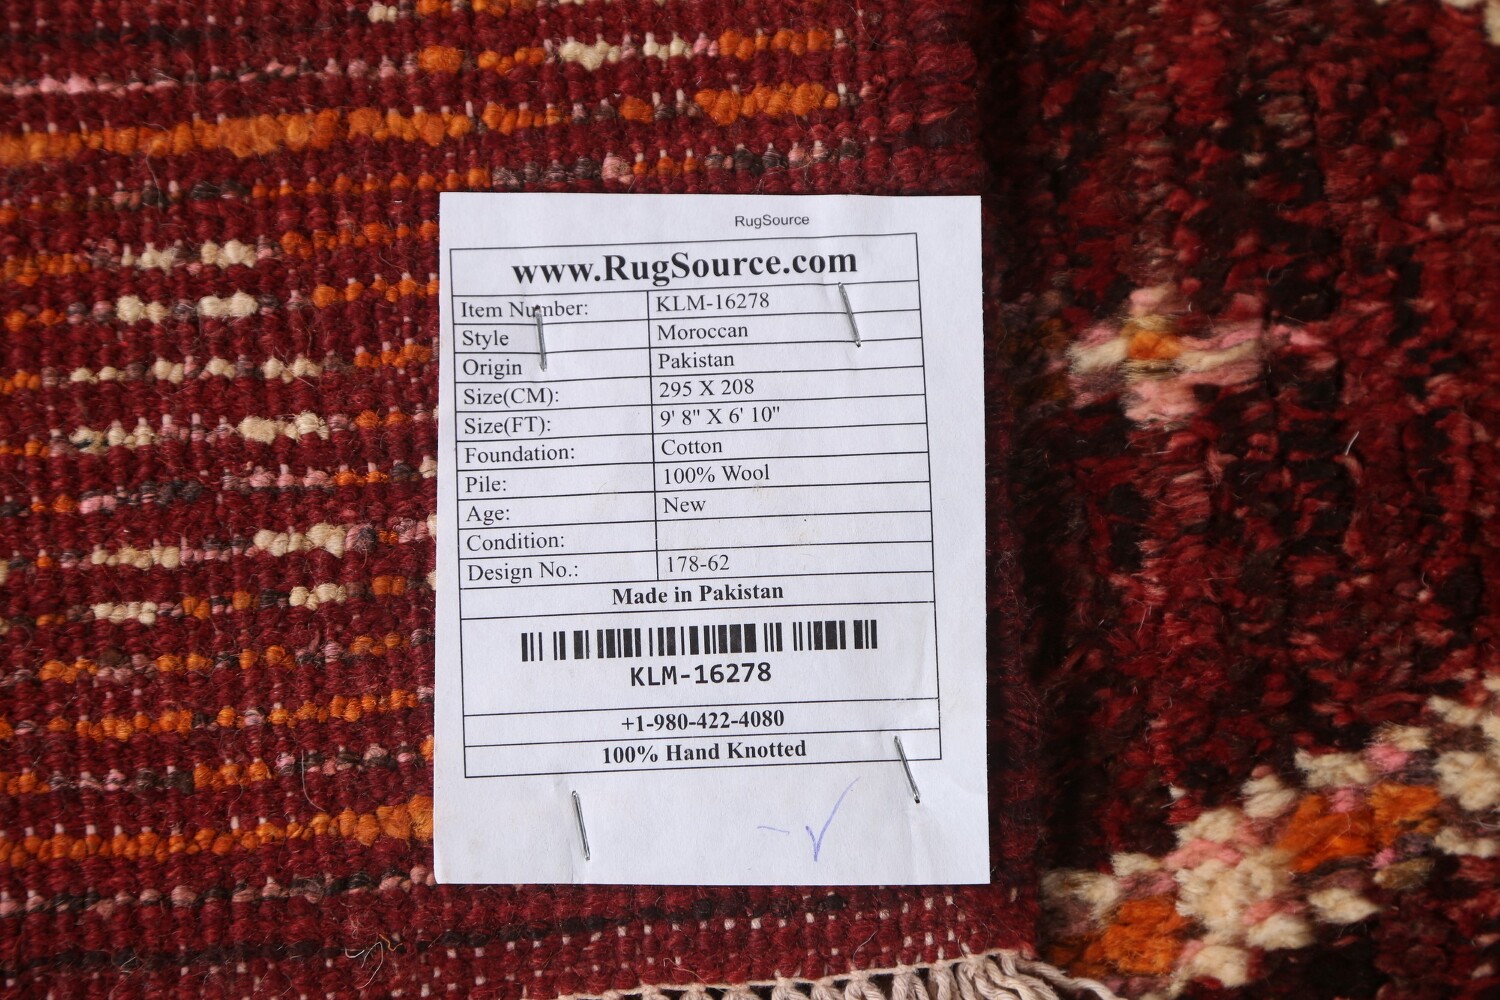 RugSource
www.RugSource.com
Item Number: KLM-16278
Style Moroccan
Origin Pakistan
Size(CM): 295 X 208
Size(FT): 9' 8" X 6' 10"
Foundation: Cotton
Pile: 100% Wool
Age: New
Condition:
Design No.: 178-62
Made in Pakistan
KLM-16278
+1-980-422-4080
100% Hand Knotted